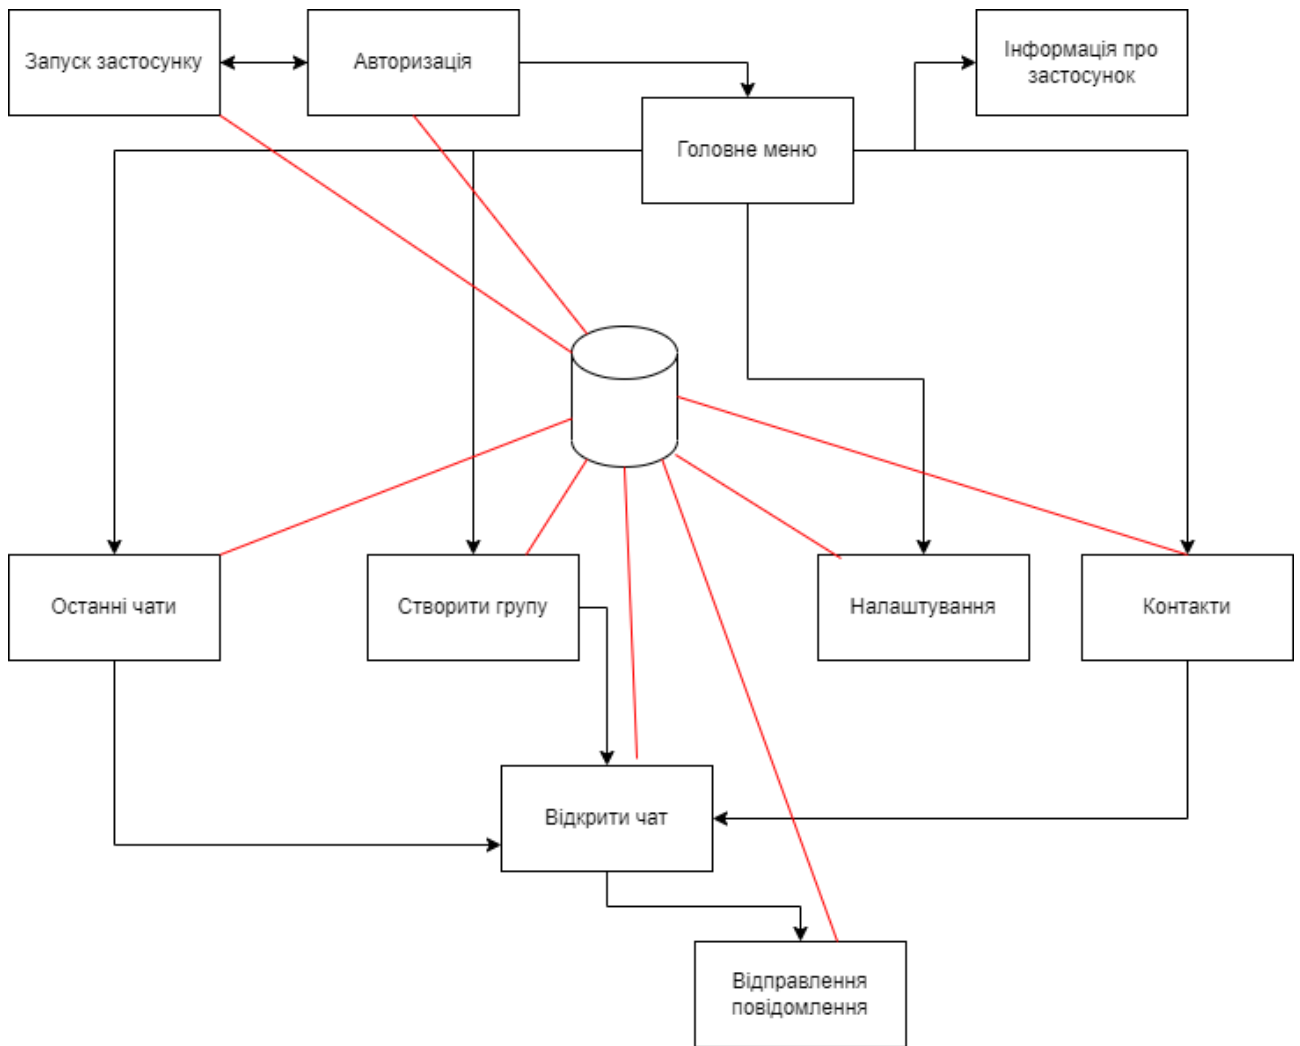 Запуск застосунку
Авторизація
Інформація про
застосунок
Головне меню
Останні чати
Створити групу
Налаштування
Контакти
Відкрити чат
Відправлення
повідомлення